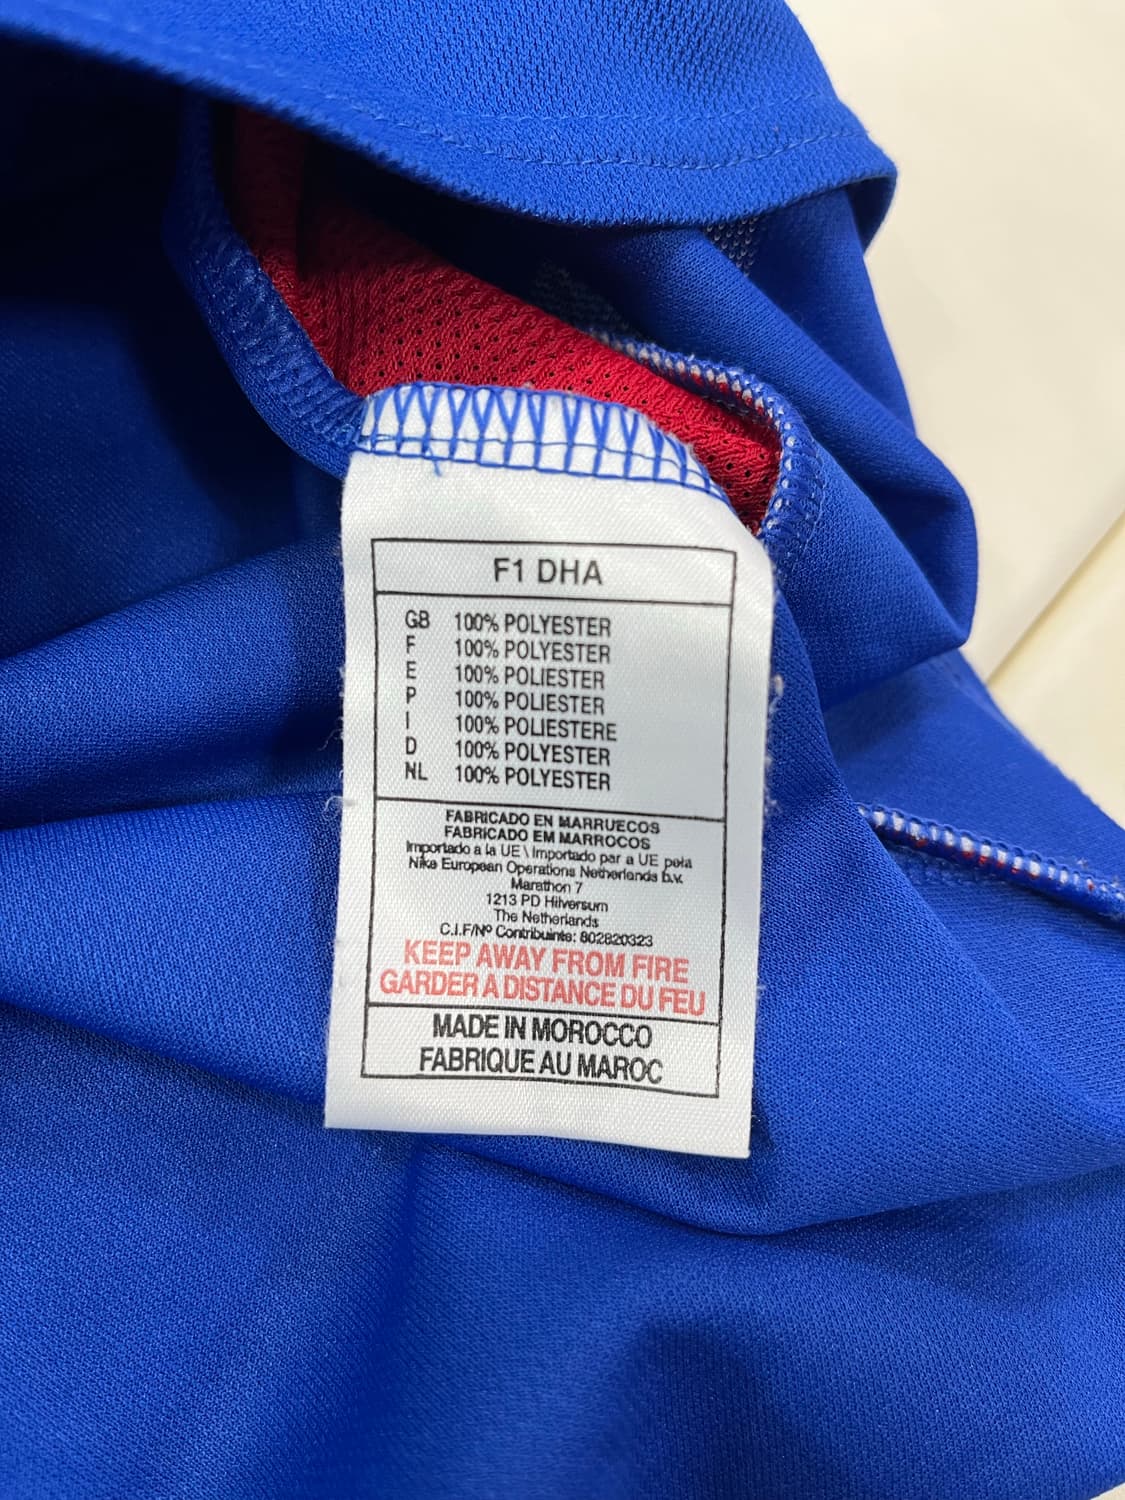 F1 DHA
GB 100% POLYESTER
F 100% POLYESTER
E 100% POLIESTER
P 100% POLIESTER
I 100% POLIESTERE
D 100% POLYESTER
NL 100% POLYESTER
FABRICADO EN MARRUECOS
FABRICADO EM MARROCOS
Importado a la UE \ Importado par a UE pela
Nike European Operations Netherlands b.v.
Marathon 7
1213 PD Hilversum
The Netherlands
C.I.F/Nº Contribuinte: 802820323
KEEP AWAY FROM FIRE
GARDER A DISTANCE DU FEU
MADE IN MOROCCO
FABRIQUE AU MAROC